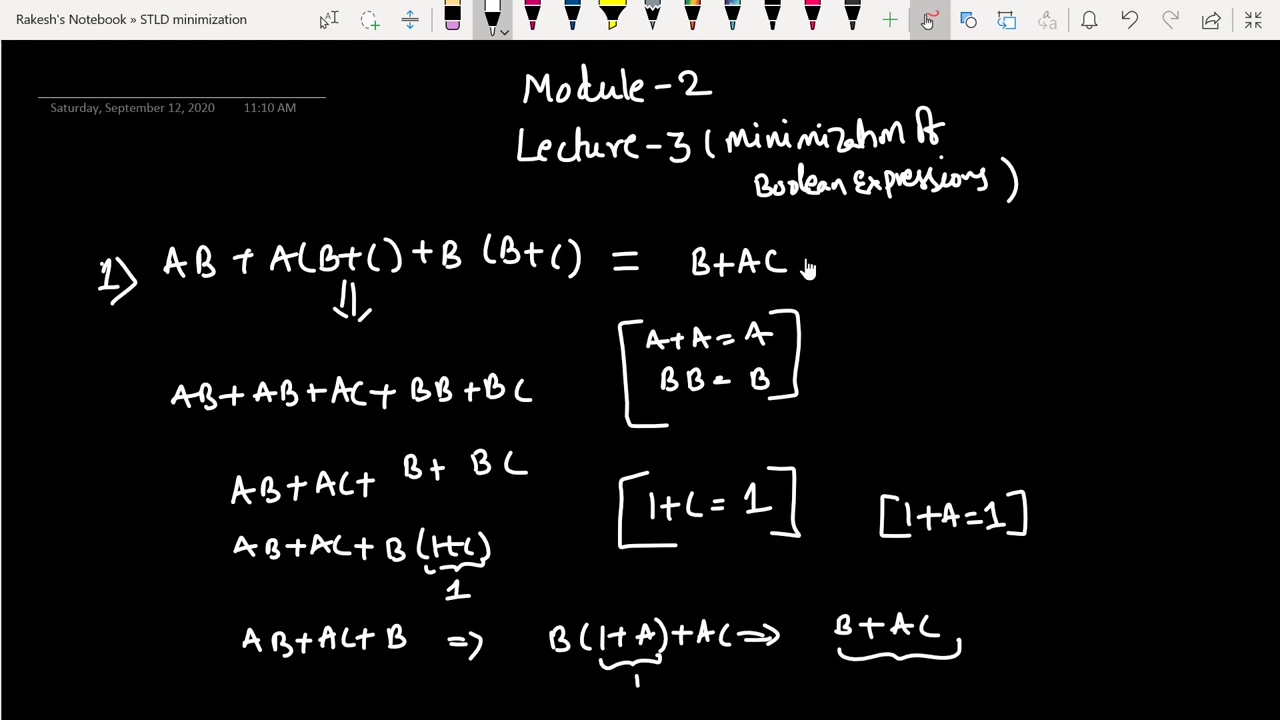 Rakesh's Notebook » STLD minimization
Saturday, September 12, 2020 11:10 AM
Module-2
Lecture-3 (Minimization of
Boolean Expressions)
1) AB + A(B+C) + B (B+C) = B+AC
⇓
[A+A = A
BB = B]
AB+AB+AC+BB+BC
AB+AC+ B+ BC
[1+C = 1] [1+A=1]
AB+AC+B (1+C)
1
AB+AC+B => B(1+A)+AC => B+AC
1